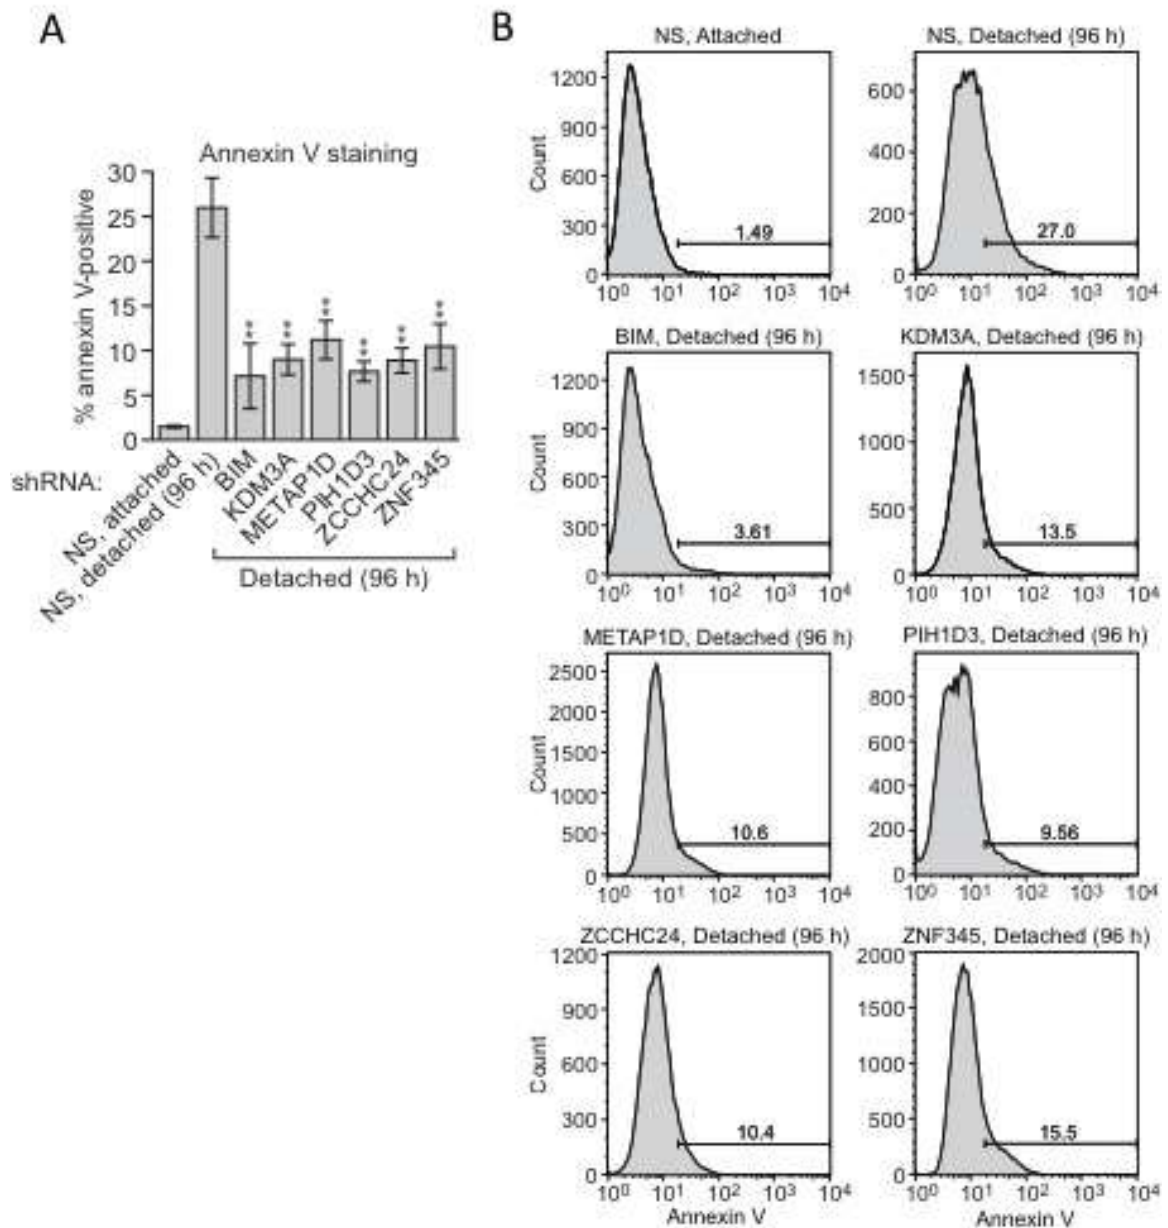 A
Annexin V staining
% annexin V-positive
30
25
20
15
10
5
0
**
**
**
**
**
**
shRNA:
NS, attached
NS, detached (96 h)
BIM
KDM3A
METAP1D
PIH1D3
ZCCHC24
ZNF345
Detached (96 h)
B
NS, Attached
Count
1200
900
600
300
0
1.49
10⁰ 10¹ 10² 10³ 10⁴
NS, Detached (96 h)
600
400
200
0
27.0
10⁰ 10¹ 10² 10³ 10⁴
BIM, Detached (96 h)
Count
1200
900
600
300
0
3.61
10⁰ 10¹ 10² 10³ 10⁴
KDM3A, Detached (96 h)
1500
1000
500
0
13.5
10⁰ 10¹ 10² 10³ 10⁴
METAP1D, Detached (96 h)
Count
2500
2000
1500
1000
500
0
10.6
10⁰ 10¹ 10² 10³ 10⁴
PIH1D3, Detached (96 h)
800
600
400
200
0
9.56
10⁰ 10¹ 10² 10³ 10⁴
ZCCHC24, Detached (96 h)
Count
1200
900
600
300
0
10.4
10⁰ 10¹ 10² 10³ 10⁴
Annexin V
ZNF345, Detached (96 h)
2000
1500
1000
500
0
15.5
10⁰ 10¹ 10² 10³ 10⁴
Annexin V